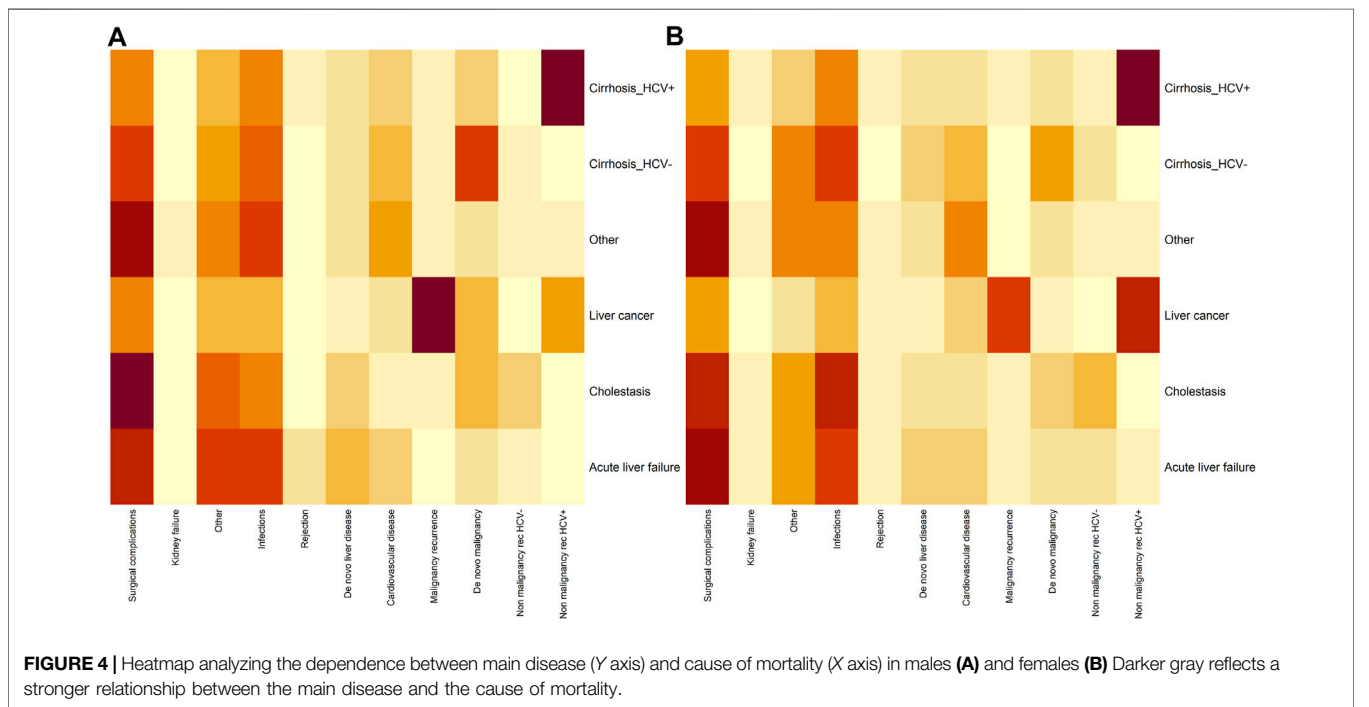 A
Cirrhosis_HCV+
Cirrhosis_HCV-
Other
Liver cancer
Cholestasis
Acute liver failure
Surgical complications
Kidney failure
Other
Infections
Rejection
De novo liver disease
Cardiovascular disease
Malignancy recurrence
De novo malignancy
Non malignancy rec HCV-
Non malignancy rec HCV+
B
Cirrhosis_HCV+
Cirrhosis_HCV-
Other
Liver cancer
Cholestasis
Acute liver failure
Surgical complications
Kidney failure
Other
Infections
Rejection
De novo liver disease
Cardiovascular disease
Malignancy recurrence
De novo malignancy
Non malignancy rec HCV-
Non malignancy rec HCV+
FIGURE 4 | Heatmap analyzing the dependence between main disease (Y axis) and cause of mortality (X axis) in males (A) and females (B) Darker gray reflects a
stronger relationship between the main disease and the cause of mortality.